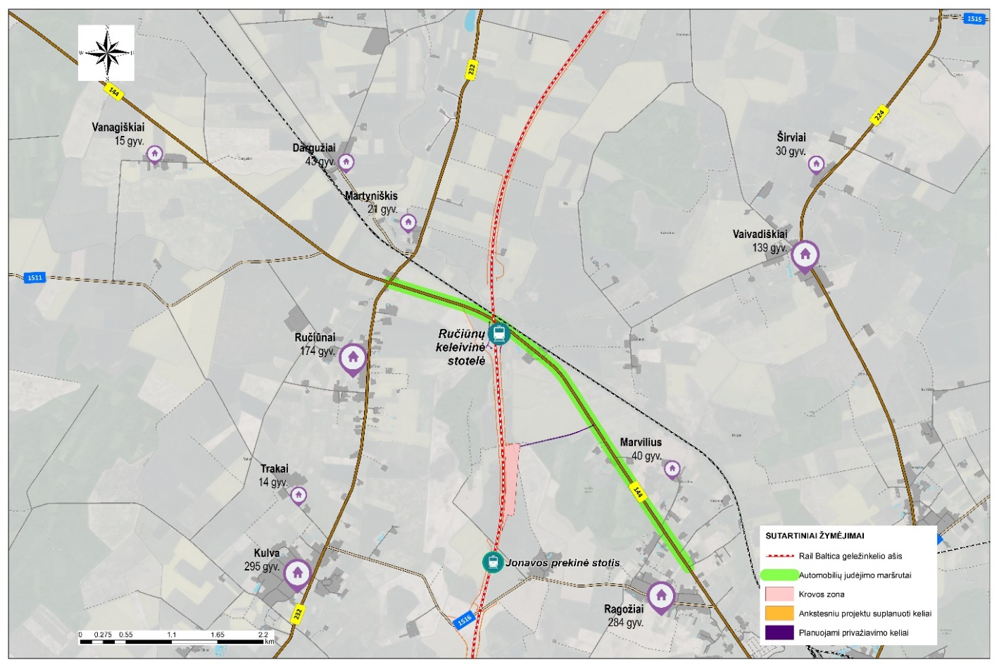 N
W
S
1515
144
232
224
Vanagiškiai
15 gyv.
Dargužiai
43 gyv.
Širviai
30 gyv.
Martyniškis
21 gyv.
Vaivadiškiai
139 gyv.
1511
Ručiūnai
174 gyv.
Ručiūnų
keleivinė
stotelė
Marvilius
40 gyv.
Trakai
14 gyv.
144
Kulva
295 gyv.
Jonavos prekinė stotis
Ragožiai
284 gyv.
232
1516
SUTARTINIAI ŽYMĖJIMAI
Rail Baltica geležinkelio ašis
Automobilių judėjimo maršrutai
Krovos zona
Ankstesniu projektu suplanuoti keliai
Planuojami privažiavimo keliai
0 0.275 0.55 1.1 1.65 2.2
km